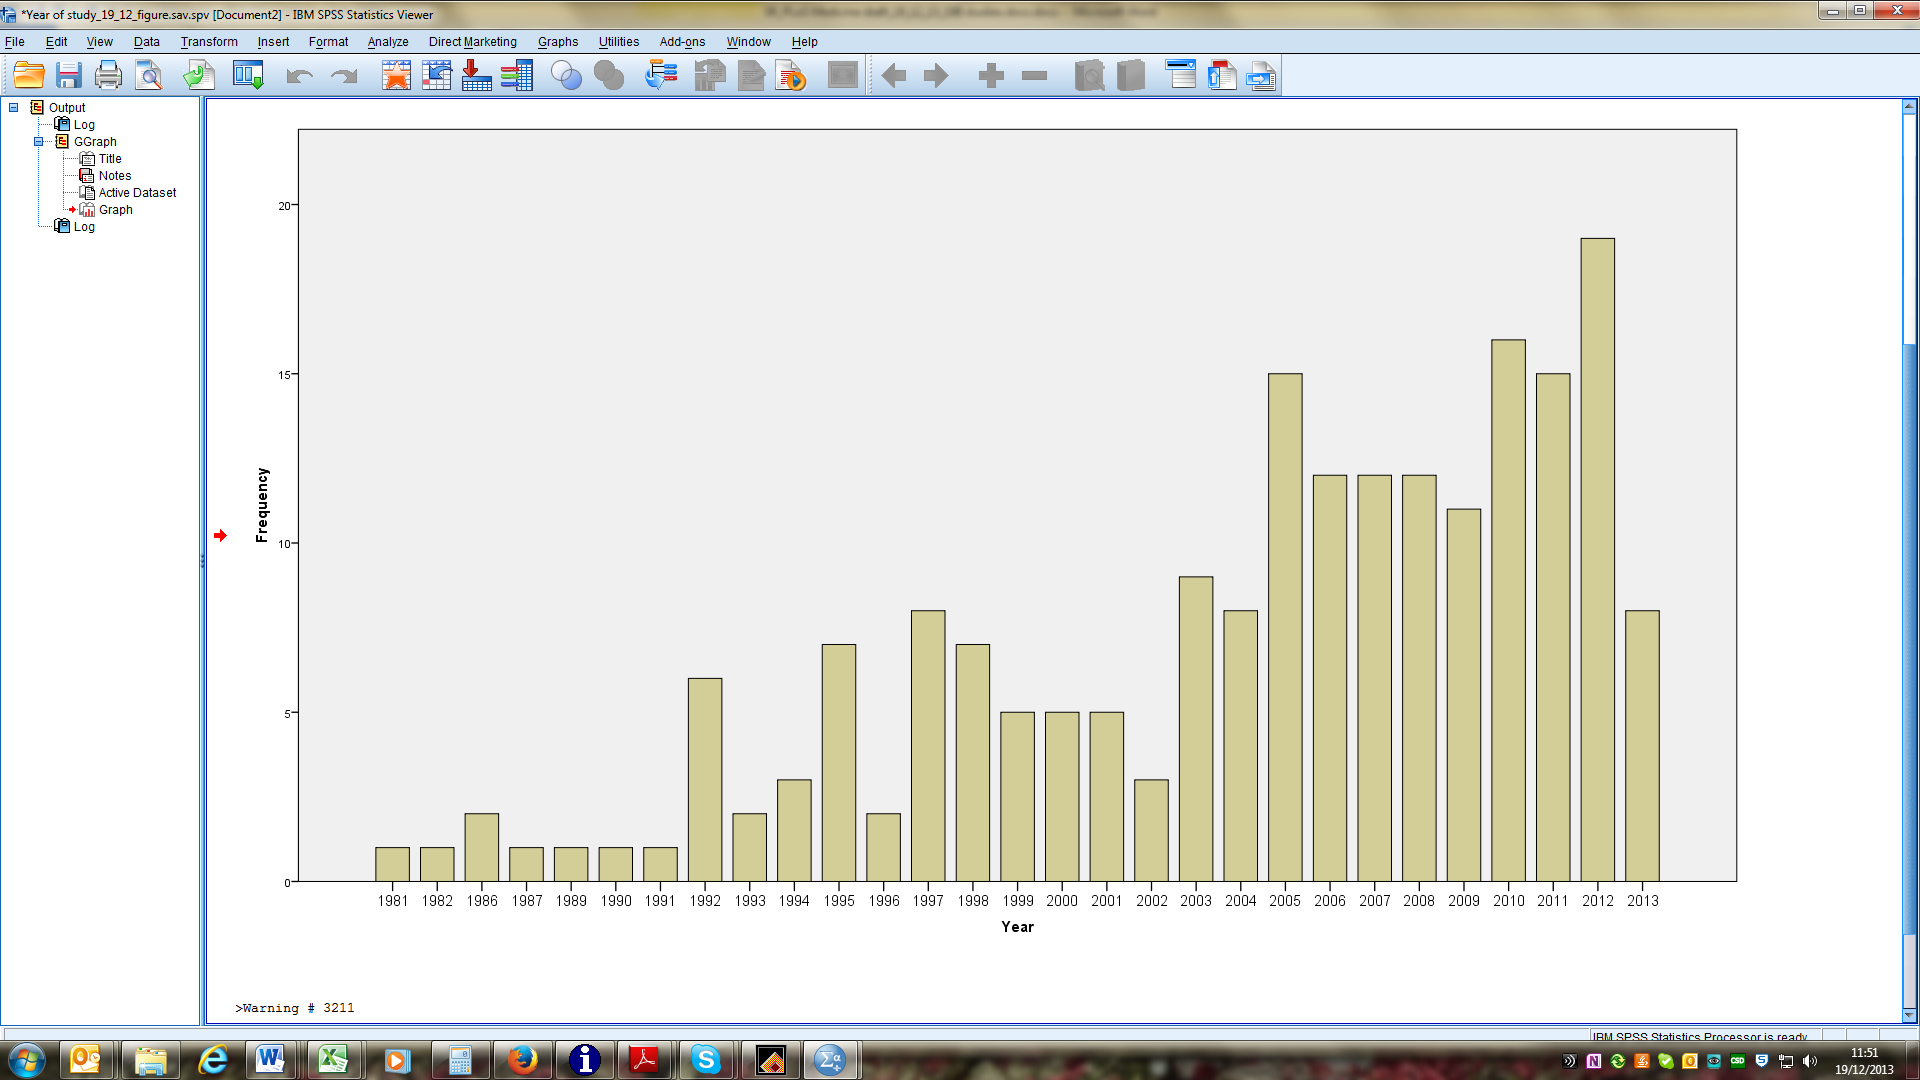 *Year of study_19_12_figure.sav.spv [Document2] - IBM SPSS Statistics Viewer
File Edit View Data Transform Insert Format Analyze Direct Marketing Graphs Utilities Add-ons Window Help
Output
Log
GGraph
Title
Notes
Active Dataset
Graph
Log
20
15
10
5
0
Frequency
1981 1982 1986 1987 1989 1990 1991 1992 1993 1994 1995 1996 1997 1998 1999 2000 2001 2002 2003 2004 2005 2006 2007 2008 2009 2010 2011 2012 2013
Year
>Warning # 3211
IBM SPSS Statistics Processor is ready
11:51
19/12/2013